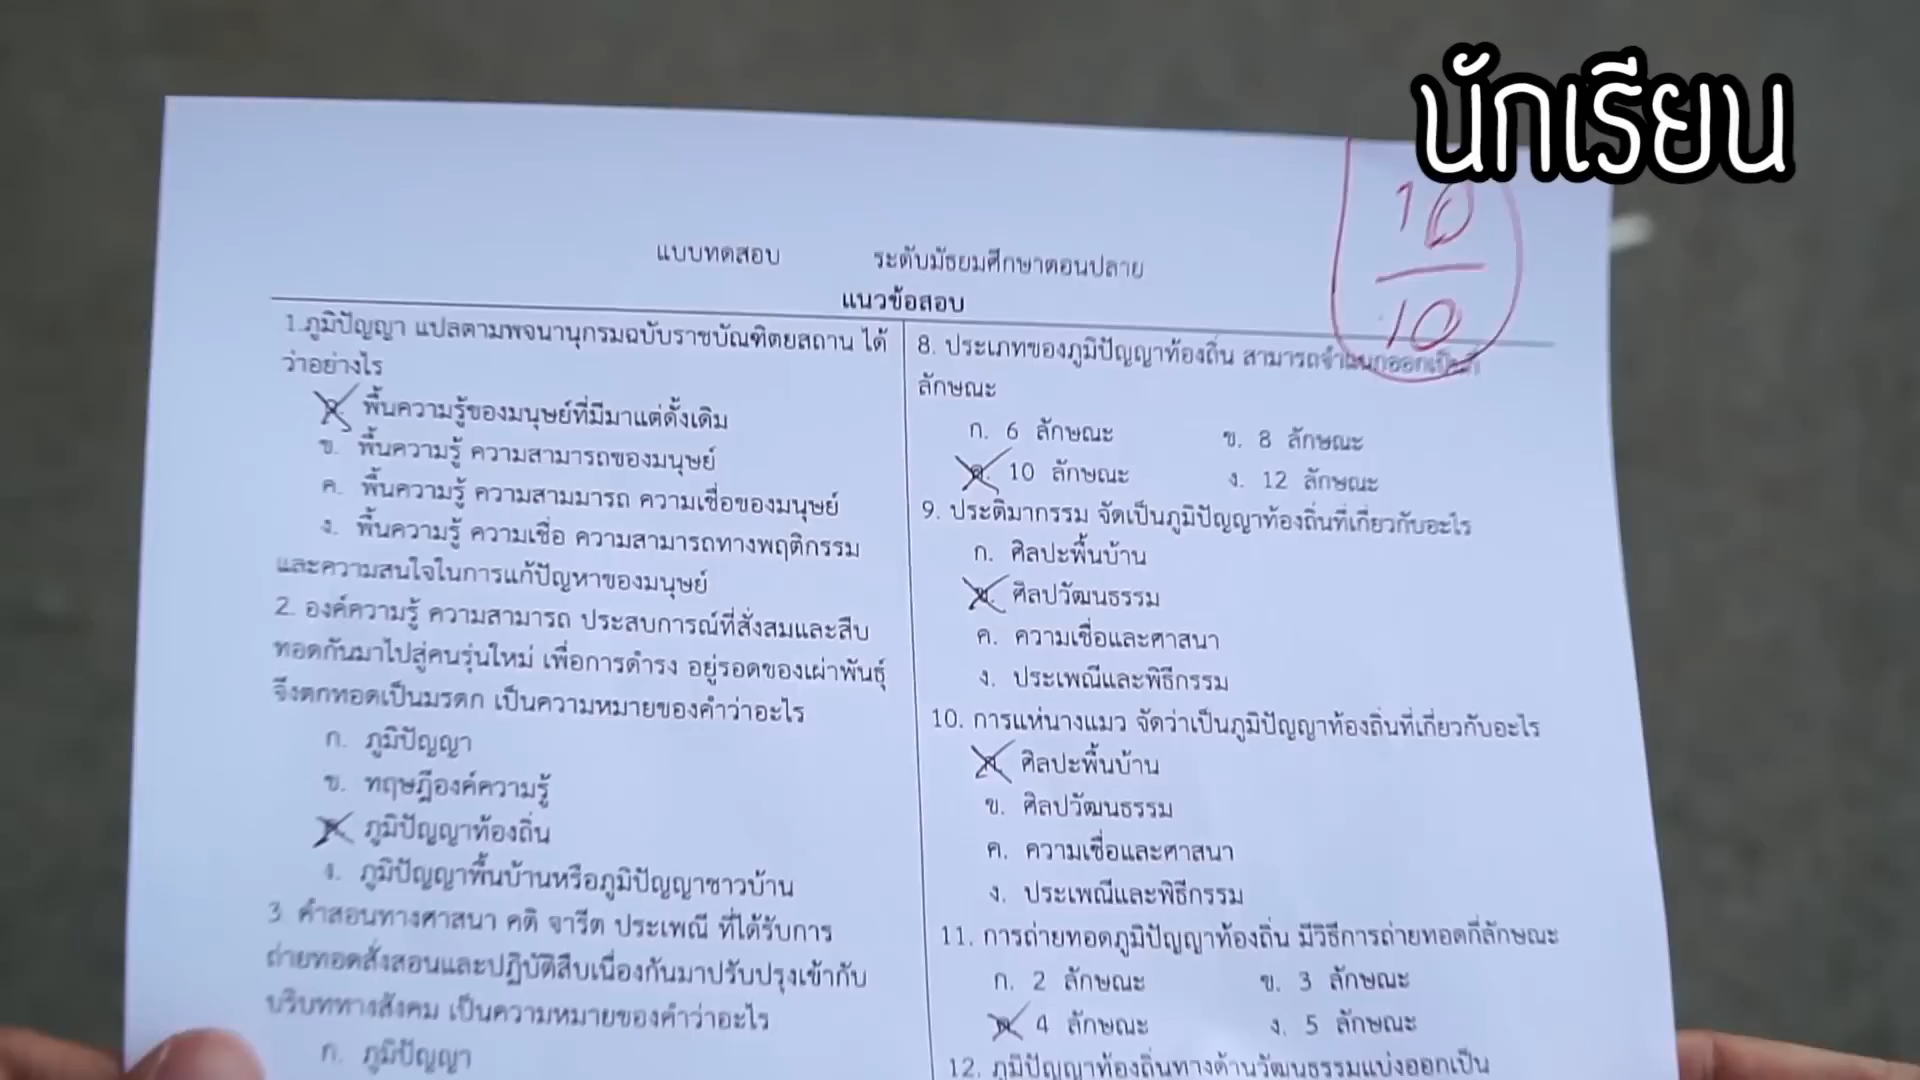 นักเรียน
10
10
แบบทดสอบ ระดับมัธยมศึกษาตอนปลาย
แนวข้อสอบ
1.ภูมิปัญญา แปลตามพจนานุกรมฉบับราชบัณฑิตยสถาน ได้
ว่าอย่างไร
พื้นความรู้ของมนุษย์ที่มีมาแต่ดั้งเดิม
ข. พื้นความรู้ ความสามารถของมนุษย์
ค. พื้นความรู้ ความสามมารถ ความเชื่อของมนุษย์
ง. พื้นความรู้ ความเชื่อ ความสามารถทางพฤติกรรม
และความสนใจในการแก้ปัญหาของมนุษย์
2. องค์ความรู้ ความสามารถ ประสบการณ์ที่สั่งสมและสืบ
ทอดกันมาไปสู่คนรุ่นใหม่ เพื่อการดำรง อยู่รอดของเผ่าพันธุ์
จึงตกทอดเป็นมรดก เป็นความหมายของคำว่าอะไร
ก. ภูมิปัญญา
ข. ทฤษฎีองค์ความรู้
ภูมิปัญญาท้องถิ่น
ง. ภูมิปัญญาพื้นบ้านหรือภูมิปัญญาชาวบ้าน
3. คำสอนทางศาสนา คติ จารีต ประเพณี ที่ได้รับการ
ถ่ายทอดสั่งสอนและปฏิบัติสืบเนื่องกันมาปรับปรุงเข้ากับ
บริบททางสังคม เป็นความหมายของคำว่าอะไร
ก. ภูมิปัญญา
8. ประเภทของภูมิปัญญาท้องถิ่น สามารถจำแนกออกเป็นกี่
ลักษณะ
ก. 6 ลักษณะ ข. 8 ลักษณะ
ค. 10 ลักษณะ ง. 12 ลักษณะ
9. ประติมากรรม จัดเป็นภูมิปัญญาท้องถิ่นที่เกี่ยวกับอะไร
ก. ศิลปะพื้นบ้าน
ข. ศิลปวัฒนธรรม
ค. ความเชื่อและศาสนา
ง. ประเพณีและพิธีกรรม
10. การแห่นางแมว จัดว่าเป็นภูมิปัญญาท้องถิ่นที่เกี่ยวกับอะไร
ก. ศิลปะพื้นบ้าน
ข. ศิลปวัฒนธรรม
ค. ความเชื่อและศาสนา
ง. ประเพณีและพิธีกรรม
11. การถ่ายทอดภูมิปัญญาท้องถิ่น มีวิธีการถ่ายทอดกี่ลักษณะ
ก. 2 ลักษณะ ข. 3 ลักษณะ
ค. 4 ลักษณะ ง. 5 ลักษณะ
12. ภูมิปัญญาท้องถิ่นทางด้านวัฒนธรรมแบ่งออกเป็น